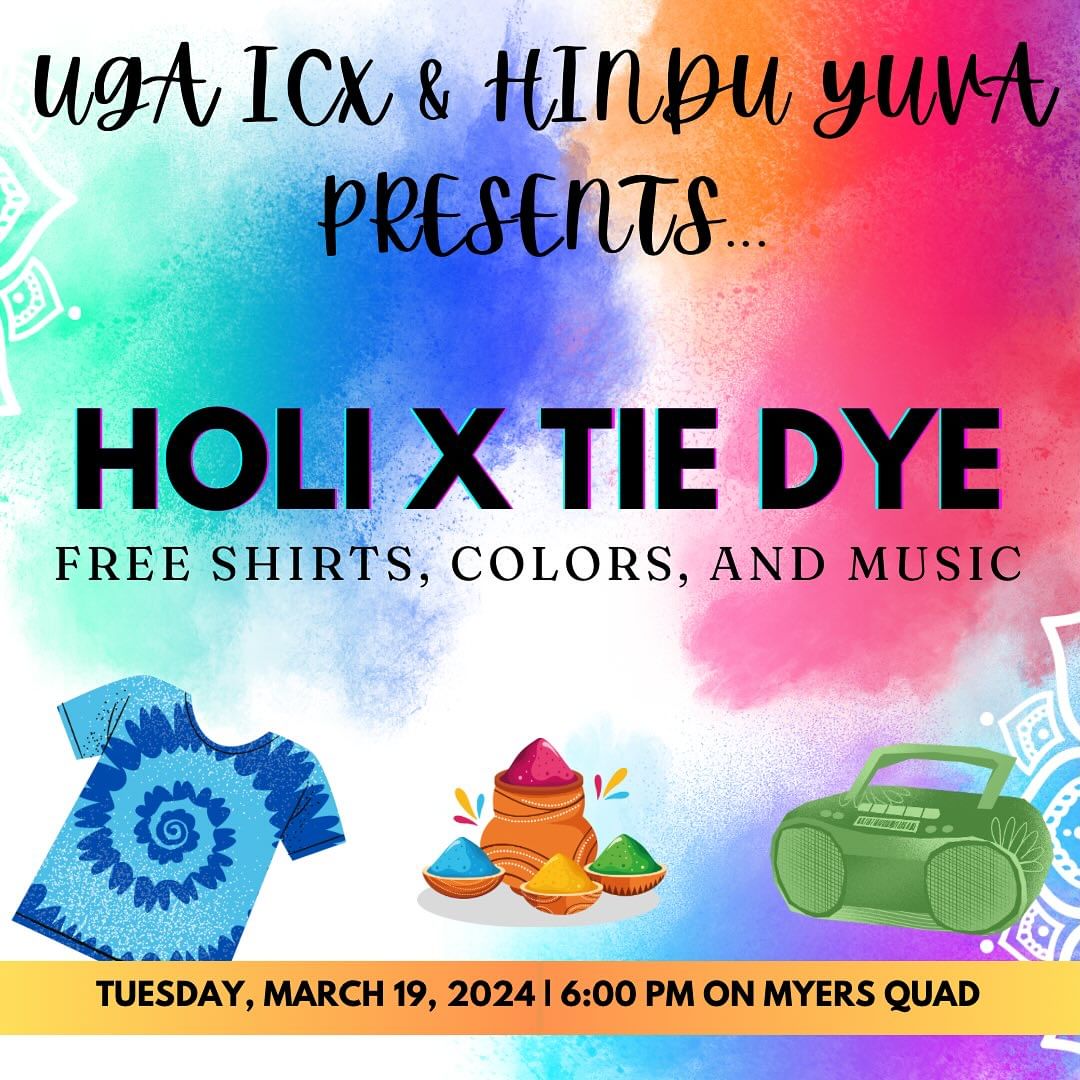 UGA ICX & HINDU YUVA
PRESENTS...
HOLI X TIE DYE
FREE SHIRTS, COLORS, AND MUSIC
TUESDAY, MARCH 19, 2024 | 6:00 PM ON MYERS QUAD